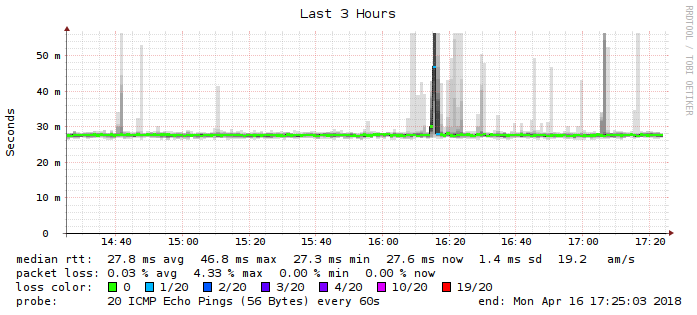 Last 3 Hours
RRDTOOL / TOBI OETIKER
Seconds
50 m
40 m
30 m
20 m
10 m
0
14:40 15:00 15:20 15:40 16:00 16:20 16:40 17:00 17:20
median rtt: 27.8 ms avg 46.8 ms max 27.3 ms min 27.6 ms now 1.4 ms sd 19.2 am/s
packet loss: 0.03 % avg 4.33 % max 0.00 % min 0.00 % now
loss color: 0 1/20 2/20 3/20 4/20 10/20 19/20
probe: 20 ICMP Echo Pings (56 Bytes) every 60s end: Mon Apr 16 17:25:03 2018